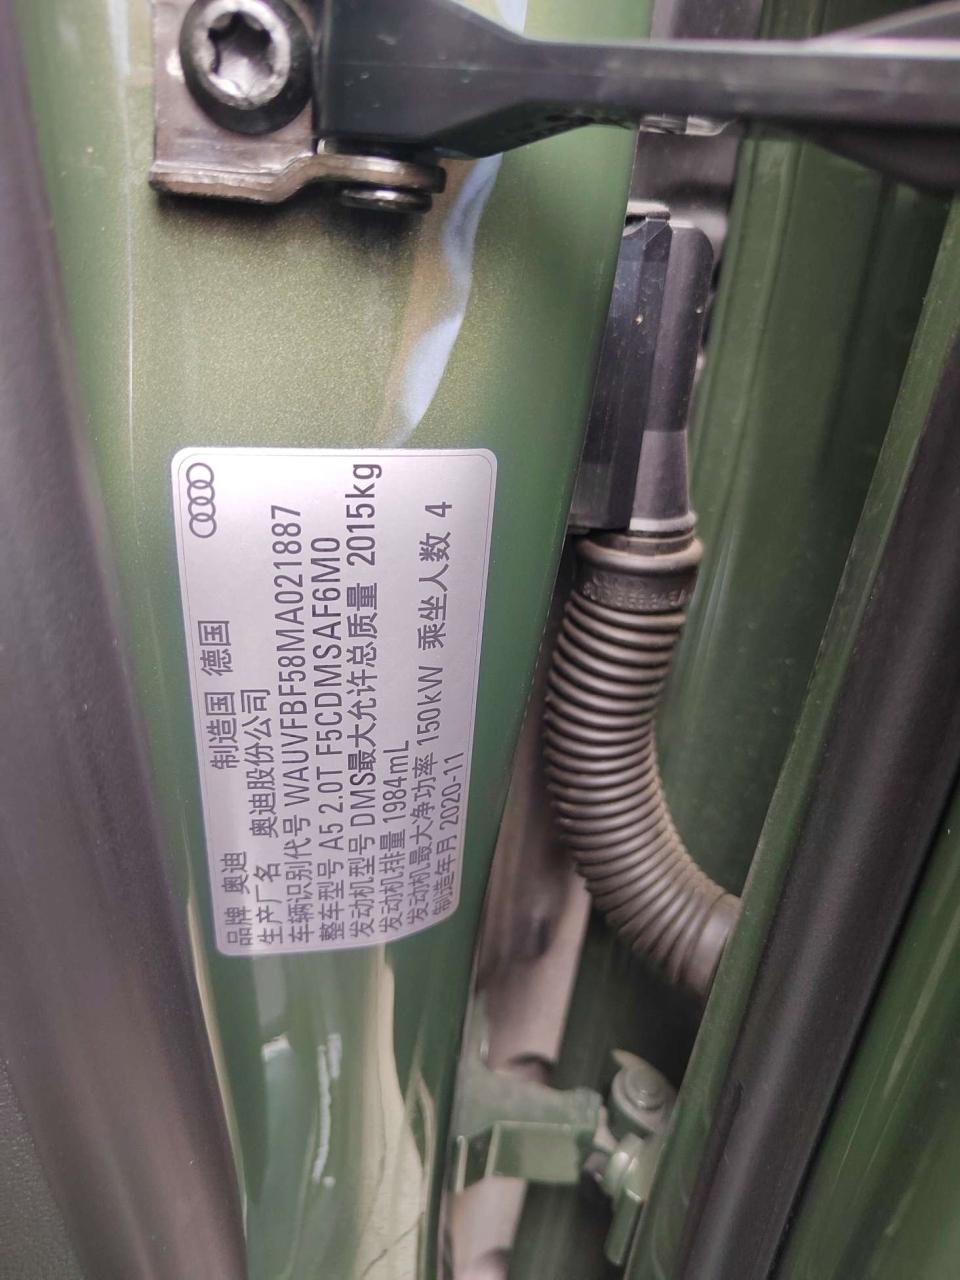 品牌 奥迪 制造国 德国
生产厂名 奥迪股份公司
车辆识别代号 WAUVFBF58MA021887
整车型号 A5 2.0T F5CDMSAF6M0
发动机型号 DMS最大允许总质量 2015kg
发动机排量 1984mL
发动机最大净功率 150kW 乘坐人数 4
制造年月 2020-11